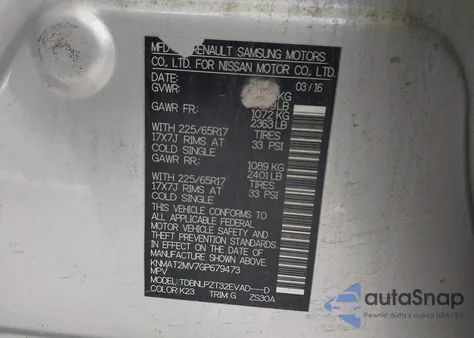 MFD RENAULT SAMSUNG MOTORS
CO., LTD. FOR NISSAN MOTOR CO., LTD.
DATE: 03/16
GVWR: KG
LB
GAWR FR: 1072 KG
2363 LB
WITH 225/65R17 TIRES
17X7J RIMS AT 33 PSI
COLD SINGLE
GAWR RR: 1089 KG
2401 LB
WITH 225/65R17 TIRES
17X7J RIMS AT 33 PSI
COLD SINGLE
THIS VEHICLE CONFORMS TO
ALL APPLICABLE FEDERAL
THEFT PREVENTION STANDARDS
IN EFFECT ON THE DATE OF
MANUFACTURE SHOWN ABOVE.
KNMAT2MV7GP679473
MPV
MODEL: TDBNLPZT32EVAD----D
COLOR: K23 TRIM: G ZS30A
autoSnap
POWERED BY AUTOBIDMASTER